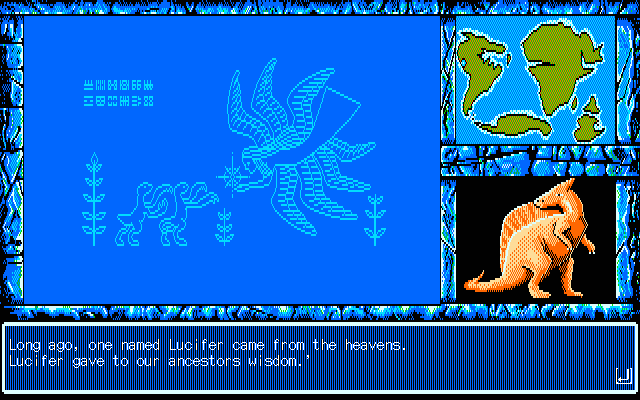 Long ago, one named Lucifer came from the heavens.
Lucifer gave to our ancestors wisdom.'